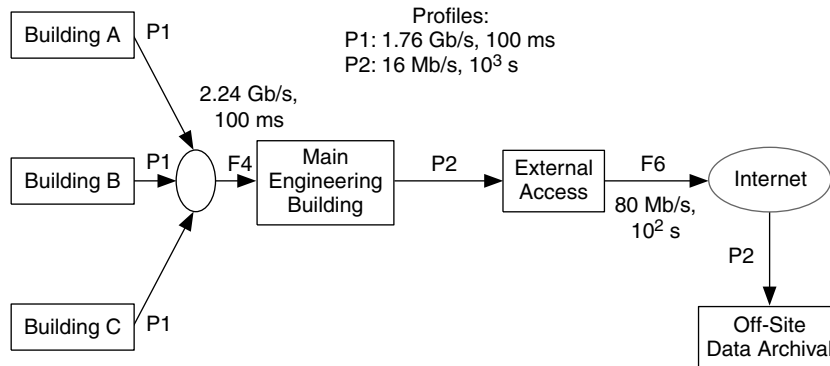 Profiles:
P1: 1.76 Gb/s, 100 ms
P2: 16 Mb/s, 10³ s
Building A
P1
2.24 Gb/s,
100 ms
Building B
P1
F4
Main
Engineering
Building
P2
External
Access
F6
80 Mb/s,
10² s
Internet
P2
Building C
P1
Off-Site
Data Archival